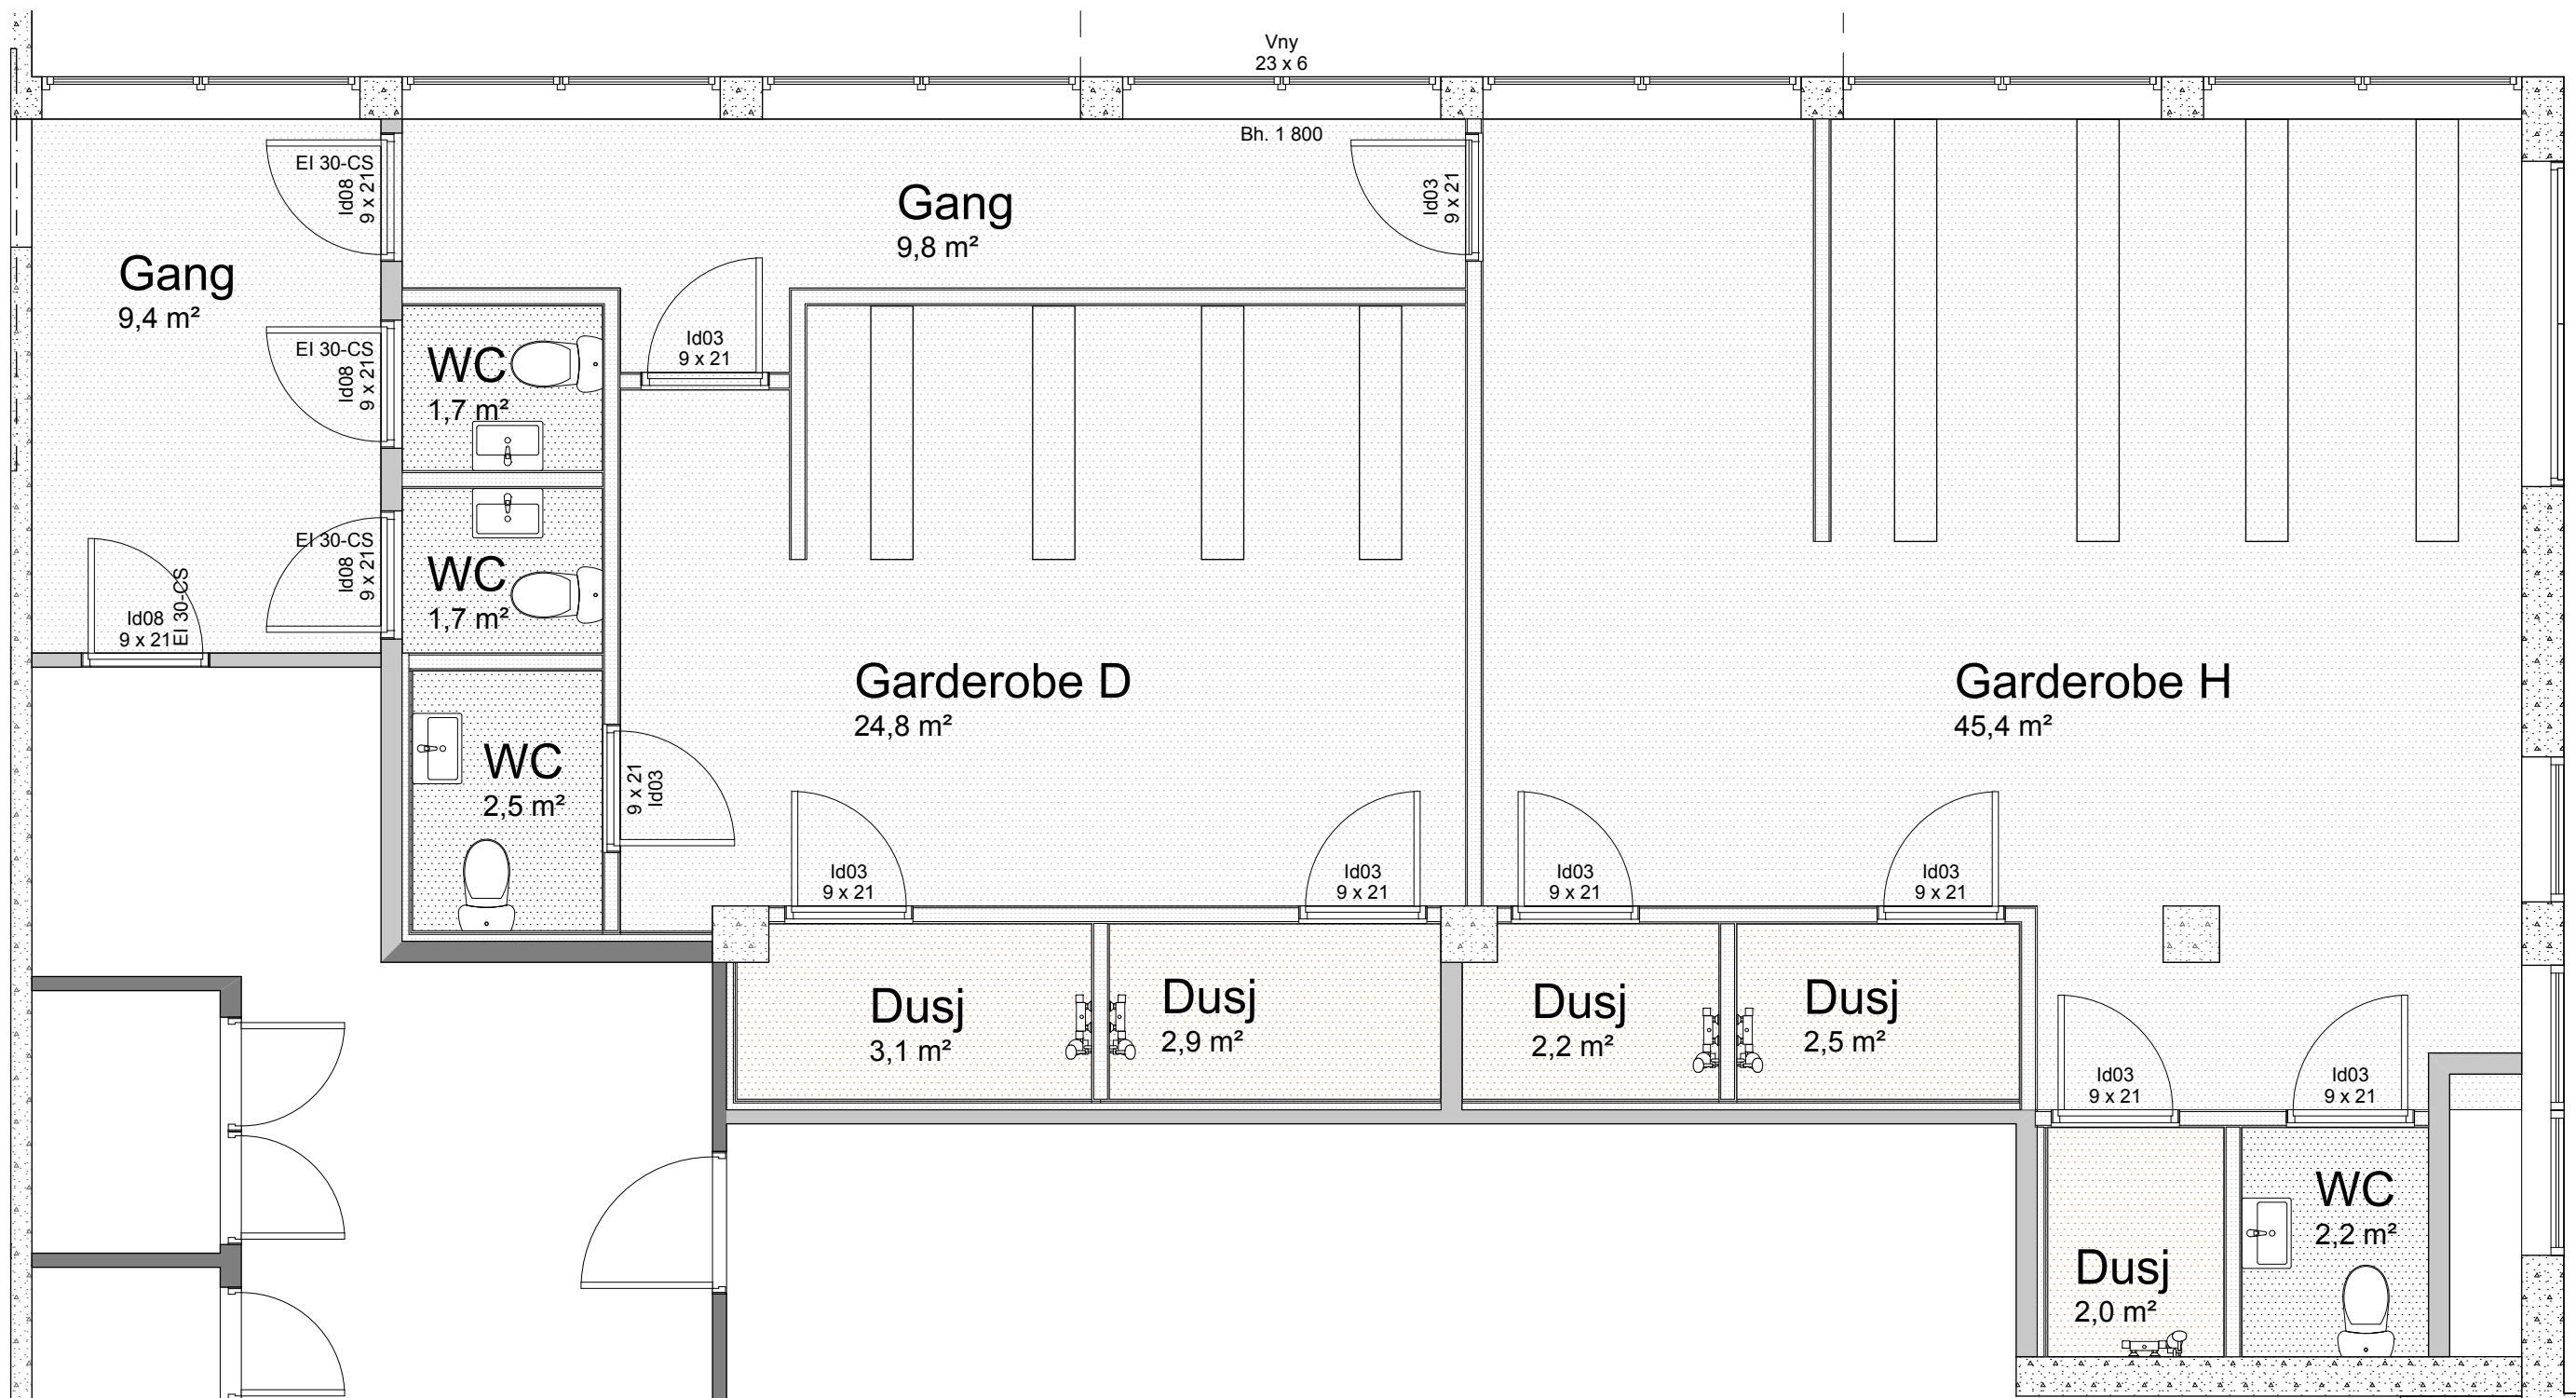 Vny
23 x 6
Bh. 1 800
EI 30-CS
Id08
9 x 21
Gang
9,8 m²
Id03
9 x 21
Gang
9,4 m²
EI 30-CS
Id08
9 x 21
WC
1,7 m²
Id03
9 x 21
EI 30-CS
Id08
9 x 21
WC
1,7 m²
Id08
9 x 21
EI 30-CS
Garderobe D
24,8 m²
Garderobe H
45,4 m²
WC
2,5 m²
9 x 21
Id03
Id03
9 x 21
Id03
9 x 21
Id03
9 x 21
Id03
9 x 21
Dusj
3,1 m²
Dusj
2,9 m²
Dusj
2,2 m²
Dusj
2,5 m²
Id03
9 x 21
Id03
9 x 21
WC
2,2 m²
Dusj
2,0 m²